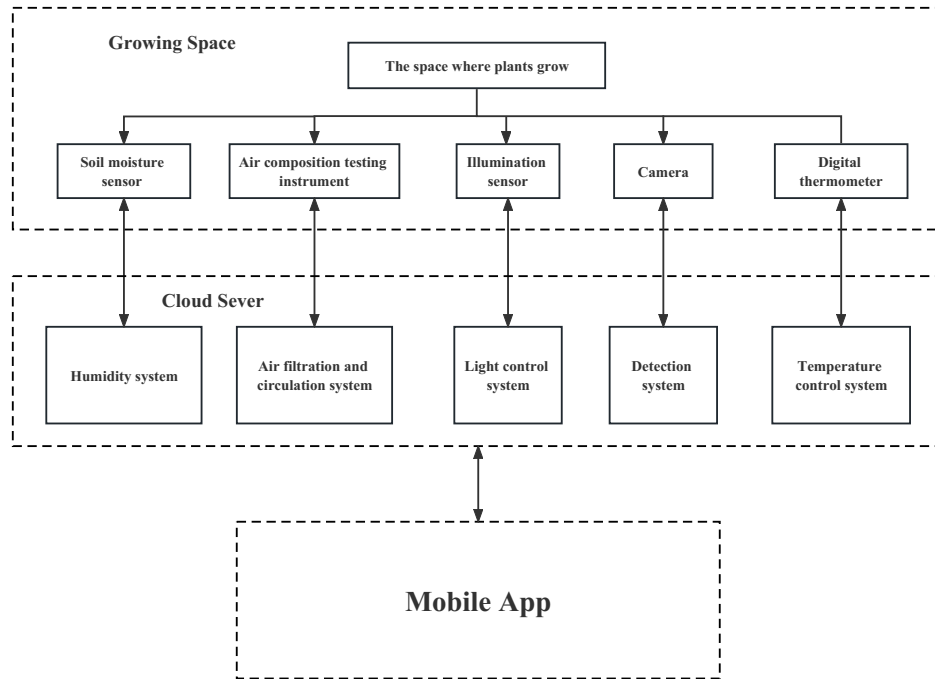 Growing Space
The space where plants grow
Soil moisture
sensor
Air composition testing
instrument
Illumination
sensor
Camera
Digital
thermometer
Cloud Sever
Humidity system
Air filtration and
circulation system
Light control
system
Detection
system
Temperature
control system
Mobile App